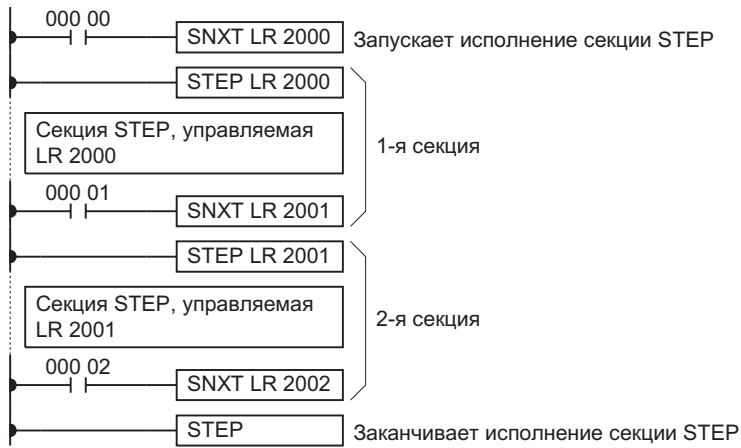 000 00
SNXT LR 2000 Запускает исполнение секции STEP
STEP LR 2000
Секция STEP, управляемая
LR 2000
1-я секция
000 01
SNXT LR 2001
STEP LR 2001
Секция STEP, управляемая
LR 2001
2-я секция
000 02
SNXT LR 2002
STEP Заканчивает исполнение секции STEP